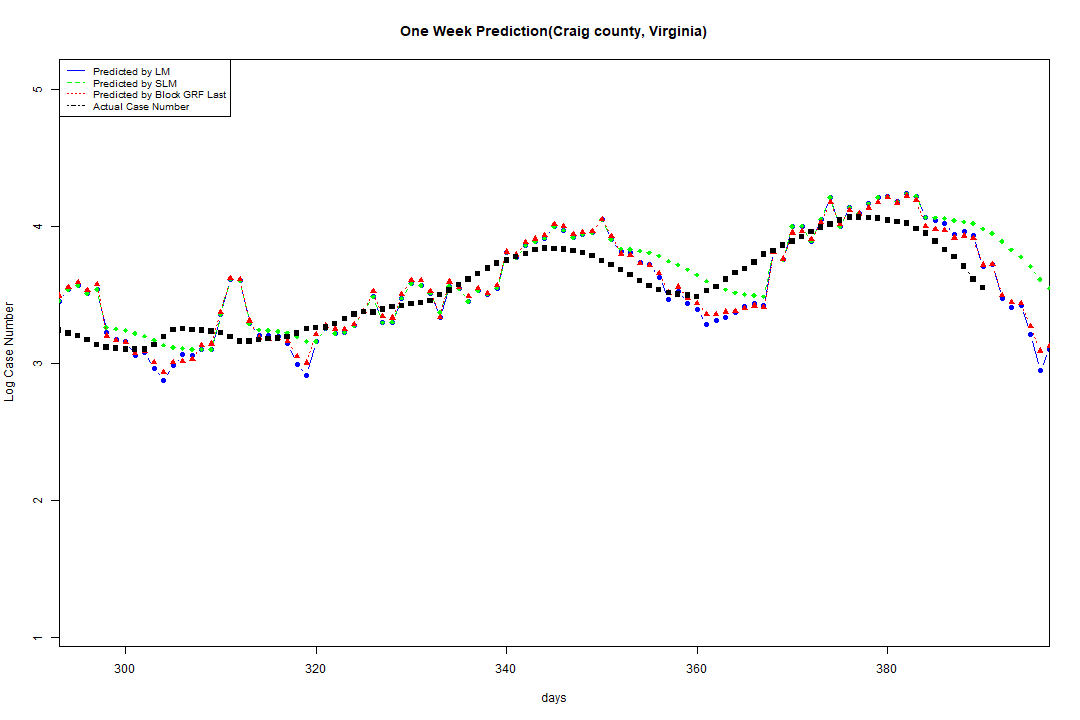 One Week Prediction(Craig county, Virginia)
Predicted by LM
Predicted by SLM
Predicted by Block GRF Last
Actual Case Number
5
4
3
2
1
Log Case Number
300 320 340 360 380
days